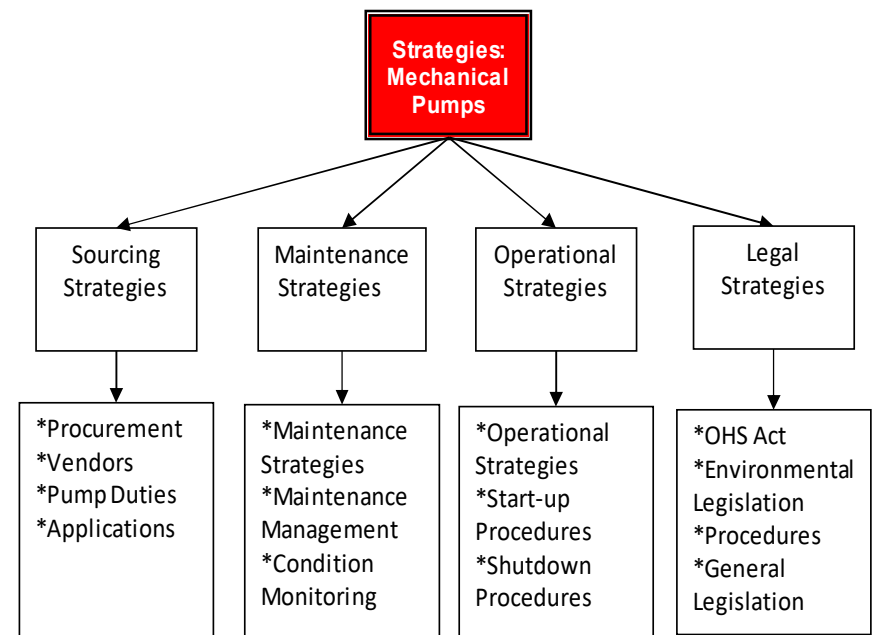 Strategies:
Mechanical
Pumps
Sourcing
Strategies
Maintenance
Strategies
Operational
Strategies
Legal
Strategies
*Procurement
*Vendors
*Pump Duties
*Applications
*Maintenance
Strategies
*Maintenance
Management
*Condition
Monitoring
*Operational
Strategies
*Start-up
Procedures
*Shutdown
Procedures
*OHS Act
*Environmental
Legislation
*Procedures
*General
Legislation